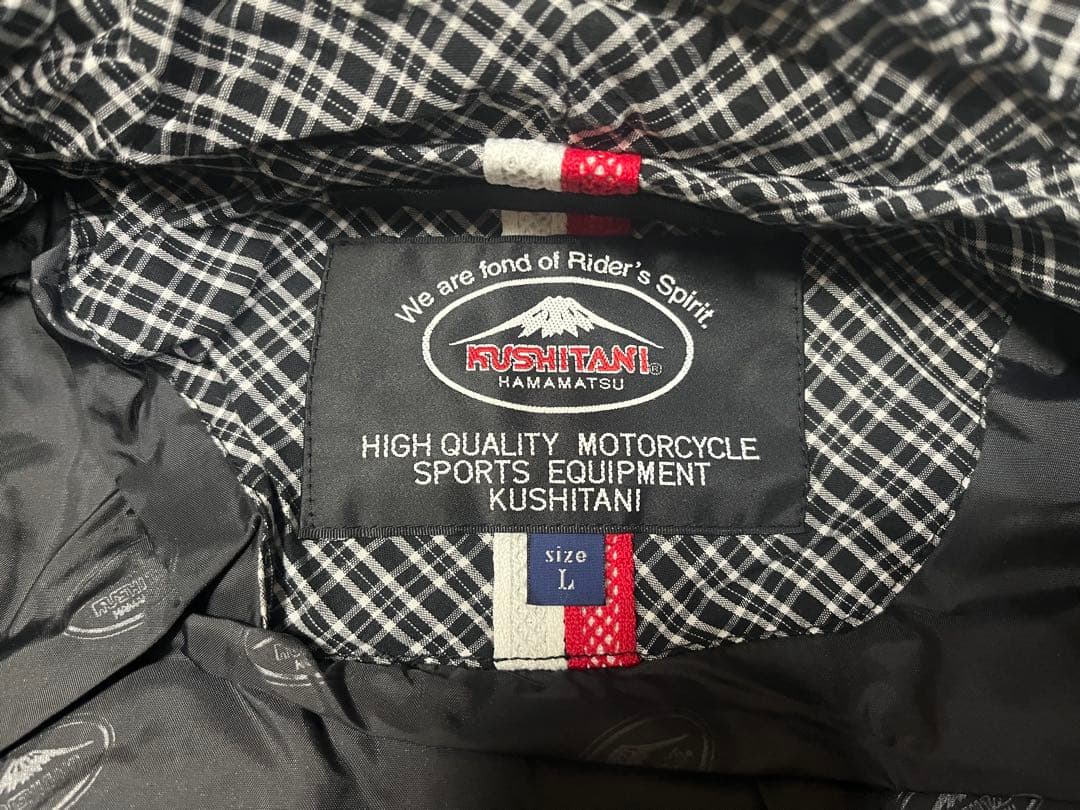 We are fond of Rider's Spirit.
KUSHITANI®
HAMAMATSU
HIGH QUALITY MOTORCYCLE
SPORTS EQUIPMENT
KUSHITANI
size
L